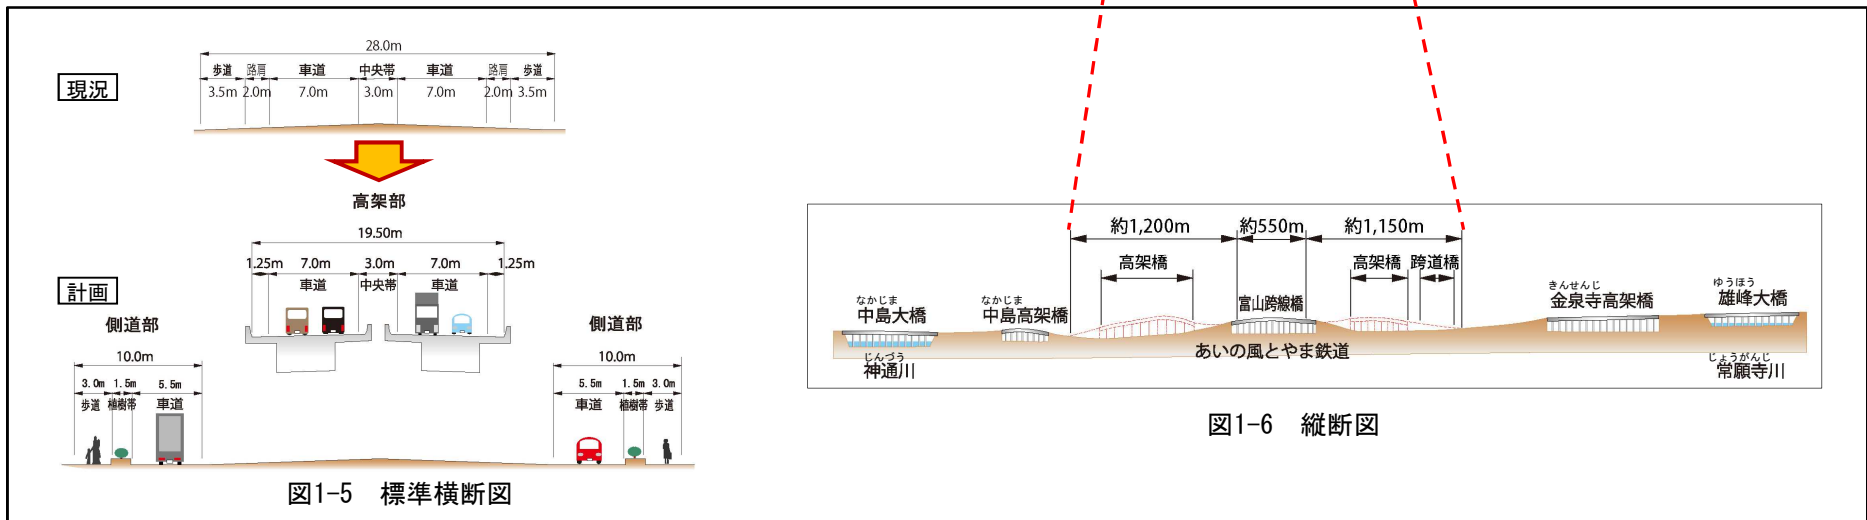 28.0m
歩道 路肩 車道 中央帯 車道 路肩 歩道
現況
3.5m 2.0m 7.0m 3.0m 7.0m 2.0m 3.5m
高架部
19.50m
1.25m 7.0m 3.0m 7.0m 1.25m
車道 中央帯 車道
計画
側道部 側道部
10.0m 10.0m
3.0m 1.5m 5.5m 5.5m 1.5m 3.0m
歩道 植樹帯 車道 車道 植樹帯 歩道
図1-5 標準横断図
約1,200m 約550m 約1,150m
高架橋 高架橋 跨道橋
なかじま なかじま きんせんじ ゆうほう
中島大橋 中島高架橋 富山跨線橋 金泉寺高架橋 雄峰大橋
あいの風とやま鉄道
じんづう じょうがんじ
神通川 常願寺川
図1-6 縦断図